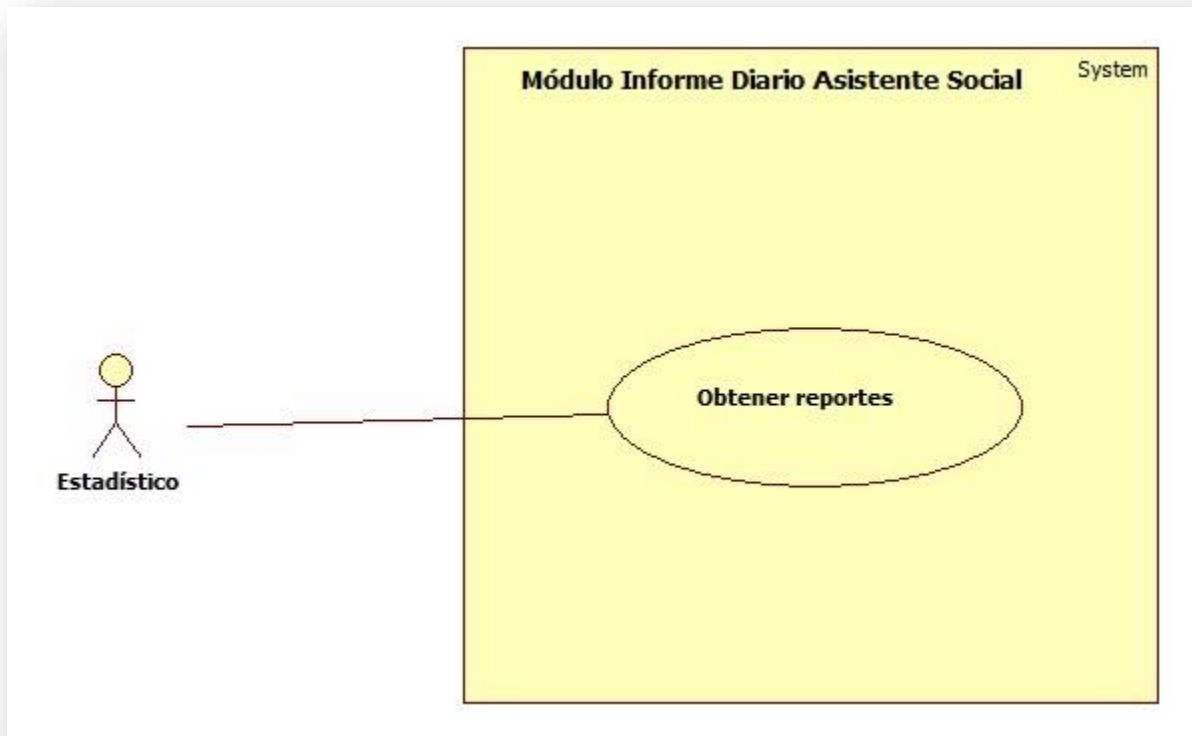 Módulo Informe Diario Asistente Social
System
Obtener reportes
Estadístico